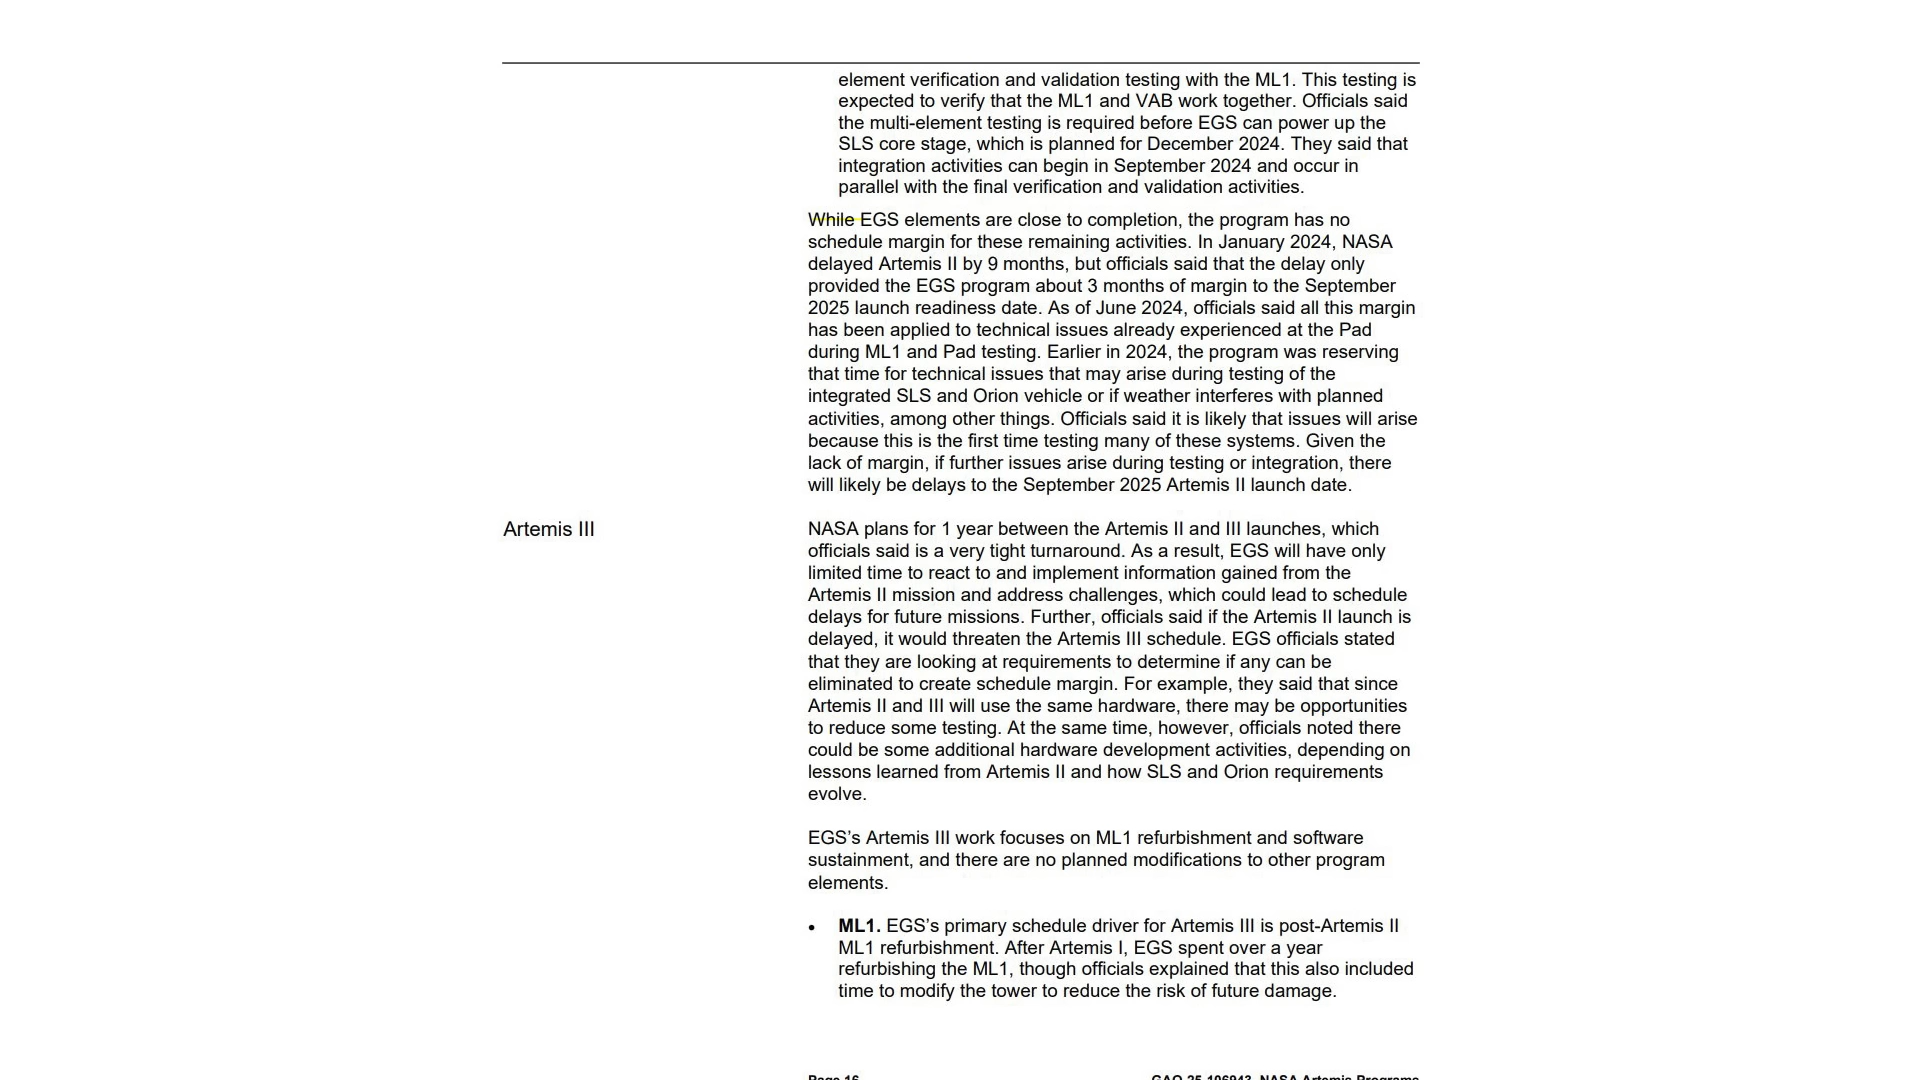 element verification and validation testing with the ML1. This testing is
expected to verify that the ML1 and VAB work together. Officials said
the multi-element testing is required before EGS can power up the
SLS core stage, which is planned for December 2024. They said that
integration activities can begin in September 2024 and occur in
parallel with the final verification and validation activities.
While EGS elements are close to completion, the program has no
schedule margin for these remaining activities. In January 2024, NASA
delayed Artemis II by 9 months, but officials said that the delay only
provided the EGS program about 3 months of margin to the September
2025 launch readiness date. As of June 2024, officials said all this margin
has been applied to technical issues already experienced at the Pad
during ML1 and Pad testing. Earlier in 2024, the program was reserving
that time for technical issues that may arise during testing of the
integrated SLS and Orion vehicle or if weather interferes with planned
activities, among other things. Officials said it is likely that issues will arise
because this is the first time testing many of these systems. Given the
lack of margin, if further issues arise during testing or integration, there
will likely be delays to the September 2025 Artemis II launch date.
Artemis III
NASA plans for 1 year between the Artemis II and III launches, which
officials said is a very tight turnaround. As a result, EGS will have only
limited time to react to and implement information gained from the
Artemis II mission and address challenges, which could lead to schedule
delays for future missions. Further, officials said if the Artemis II launch is
delayed, it would threaten the Artemis III schedule. EGS officials stated
that they are looking at requirements to determine if any can be
eliminated to create schedule margin. For example, they said that since
Artemis II and III will use the same hardware, there may be opportunities
to reduce some testing. At the same time, however, officials noted there
could be some additional hardware development activities, depending on
lessons learned from Artemis II and how SLS and Orion requirements
evolve.
EGS’s Artemis III work focuses on ML1 refurbishment and software
sustainment, and there are no planned modifications to other program
elements.
• ML1. EGS’s primary schedule driver for Artemis III is post-Artemis II
ML1 refurbishment. After Artemis I, EGS spent over a year
refurbishing the ML1, though officials explained that this also included
time to modify the tower to reduce the risk of future damage.
Page 16
GAO-25-106943 NASA Artemis Programs